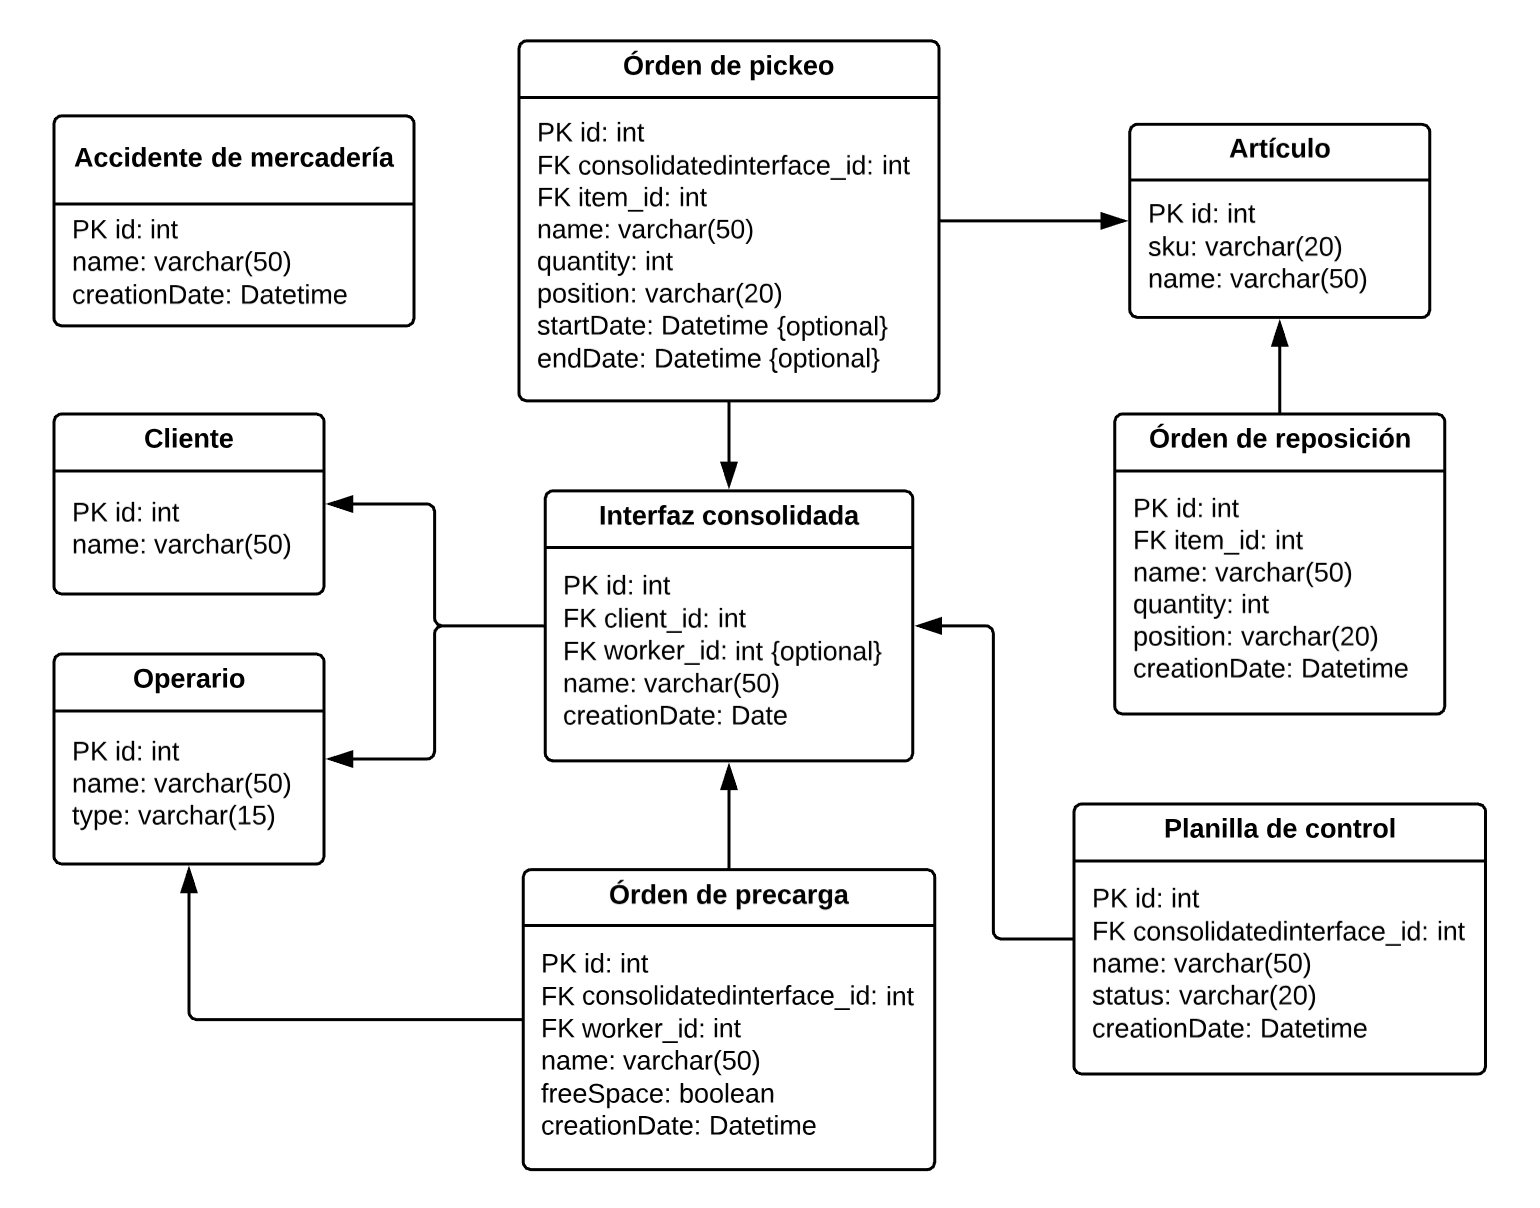 Órden de pickeo
PK id: int
FK consolidatedinterface_id: int
FK item_id: int
name: varchar(50)
quantity: int
position: varchar(20)
startDate: Datetime {optional}
endDate: Datetime {optional}
Accidente de mercadería
PK id: int
name: varchar(50)
creationDate: Datetime
Artículo
PK id: int
sku: varchar(20)
name: varchar(50)
Cliente
PK id: int
name: varchar(50)
Interfaz consolidada
PK id: int
FK client_id: int
FK worker_id: int {optional}
name: varchar(50)
creationDate: Date
Órden de reposición
PK id: int
FK item_id: int
name: varchar(50)
quantity: int
position: varchar(20)
creationDate: Datetime
Operario
PK id: int
name: varchar(50)
type: varchar(15)
Órden de precarga
PK id: int
FK consolidatedinterface_id: int
FK worker_id: int
name: varchar(50)
freeSpace: boolean
creationDate: Datetime
Planilla de control
PK id: int
FK consolidatedinterface_id: int
name: varchar(50)
status: varchar(20)
creationDate: Datetime